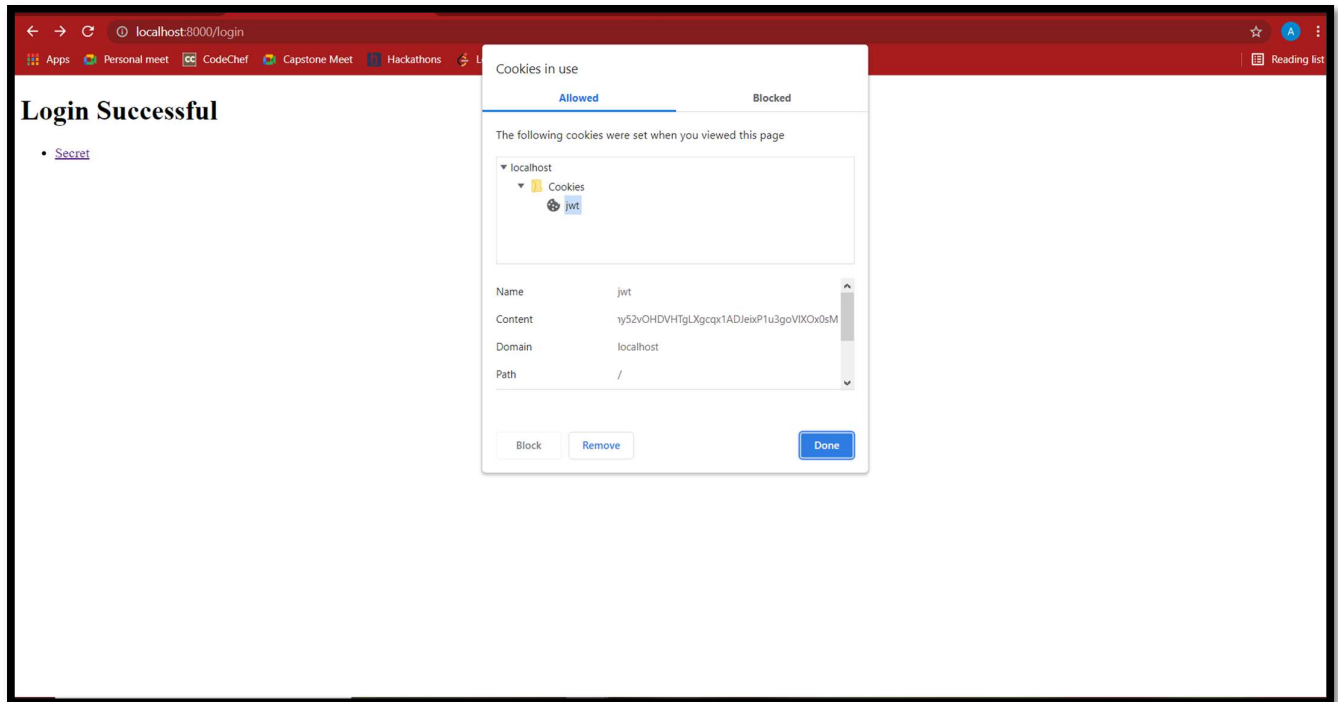 localhost:8000/login
A
Apps Personal meet CC CodeChef Capstone Meet Hackathons Reading list
Login Successful
Secret
Cookies in use
Allowed Blocked
The following cookies were set when you viewed this page
localhost
Cookies
jwt
Name jwt
Content
Domain localhost
Path /
Block Remove Done